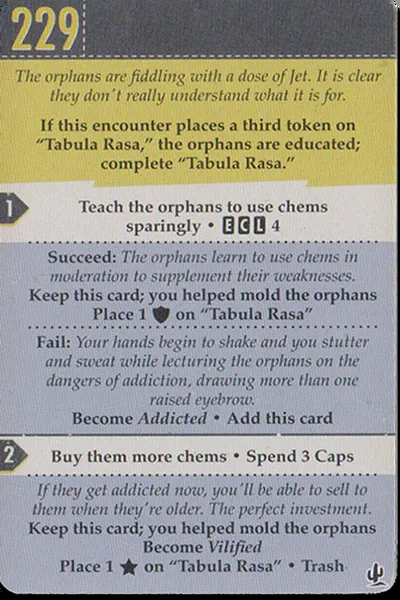 229
The orphans are fiddling with a dose of Jet. It is clear
they don't really understand what it is for.
If this encounter places a third token on
"Tabula Rasa," the orphans are educated;
complete "Tabula Rasa."
1
Teach the orphans to use chems
sparingly • E C L 4
Succeed: The orphans learn to use chems in
moderation to supplement their weaknesses.
Keep this card; you helped mold the orphans
Place 1 on "Tabula Rasa"
Fail: Your hands begin to shake and you stutter
and sweat while lecturing the orphans on the
dangers of addiction, drawing more than one
raised eyebrow.
Become Addicted • Add this card
2
Buy them more chems • Spend 3 Caps
If they get addicted now, you'll be able to sell to
them when they're older. The perfect investment.
Keep this card; you helped mold the orphans
Become Vilified
Place 1 ★ on "Tabula Rasa" • Trash